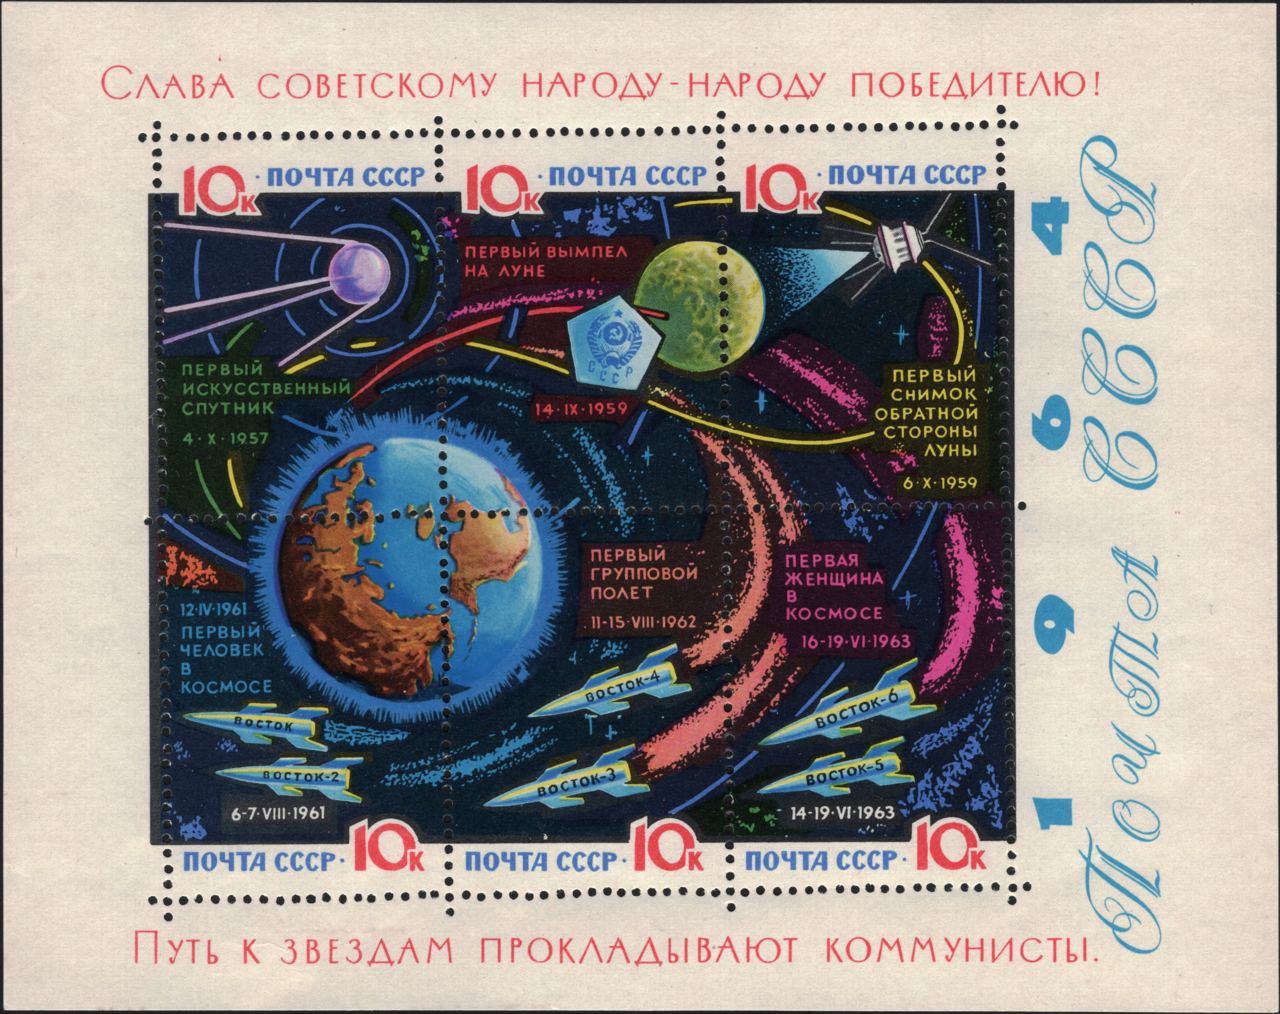 Слава советскому народу-народу победителю!
10к · ПОЧТА СССР
10к · ПОЧТА СССР
10к · ПОЧТА СССР
ПЕРВЫЙ
ИСКУССТВЕННЫЙ
СПУТНИК
4·X·1957
ПЕРВЫЙ ВЫМПЕЛ
НА ЛУНЕ
СССР
14·IX·1959
ПЕРВЫЙ
СНИМОК
ОБРАТНОЙ
СТОРОНЫ
ЛУНЫ
6·X·1959
12·IV·1961
ПЕРВЫЙ
ЧЕЛОВЕК
В
КОСМОСЕ
ВОСТОК
ВОСТОК-2
6-7·VIII·1961
ПЕРВЫЙ
ГРУППОВОЙ
ПОЛЕТ
11-15·VIII·1962
ВОСТОК-4
ВОСТОК-3
ПЕРВАЯ
ЖЕНЩИНА
В
КОСМОСЕ
16-19·VI·1963
ВОСТОК-6
ВОСТОК-5
14-19·VI·1963
ПОЧТА СССР · 10к
ПОЧТА СССР · 10к
ПОЧТА СССР · 10к
Путь к звездам прокладывают коммунисты.
1964
Почта СССР